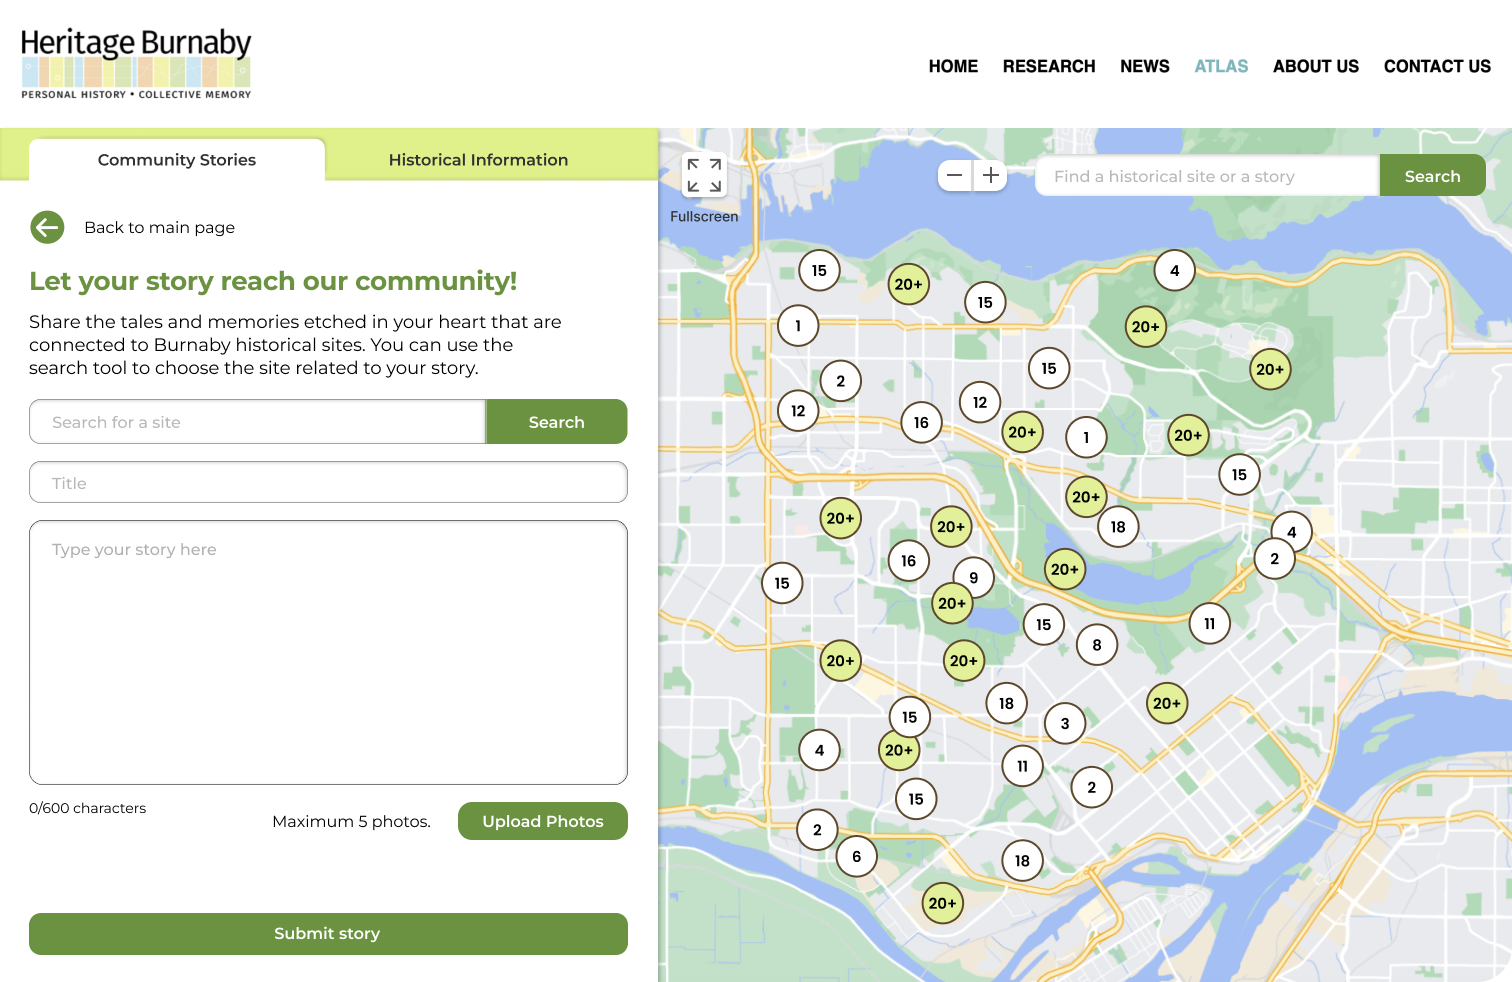 Heritage Burnaby
PERSONAL HISTORY • COLLECTIVE MEMORY
HOME
RESEARCH
NEWS
ATLAS
ABOUT US
CONTACT US
Community Stories
Historical Information
Back to main page
Let your story reach our community!
Share the tales and memories etched in your heart that are
connected to Burnaby historical sites. You can use the
search tool to choose the site related to your story.
Search for a site
Search
Title
Type your story here
0/600 characters
Maximum 5 photos.
Upload Photos
Submit story
Fullscreen
Find a historical site or a story
Search
15
20+
15
4
1
20+
15
20+
2
12
12
16
20+
1
20+
15
20+
20+
20+
18
4
2
16
9
20+
15
20+
15
11
8
20+
20+
18
20+
15
3
4
20+
11
2
15
2
6
18
20+